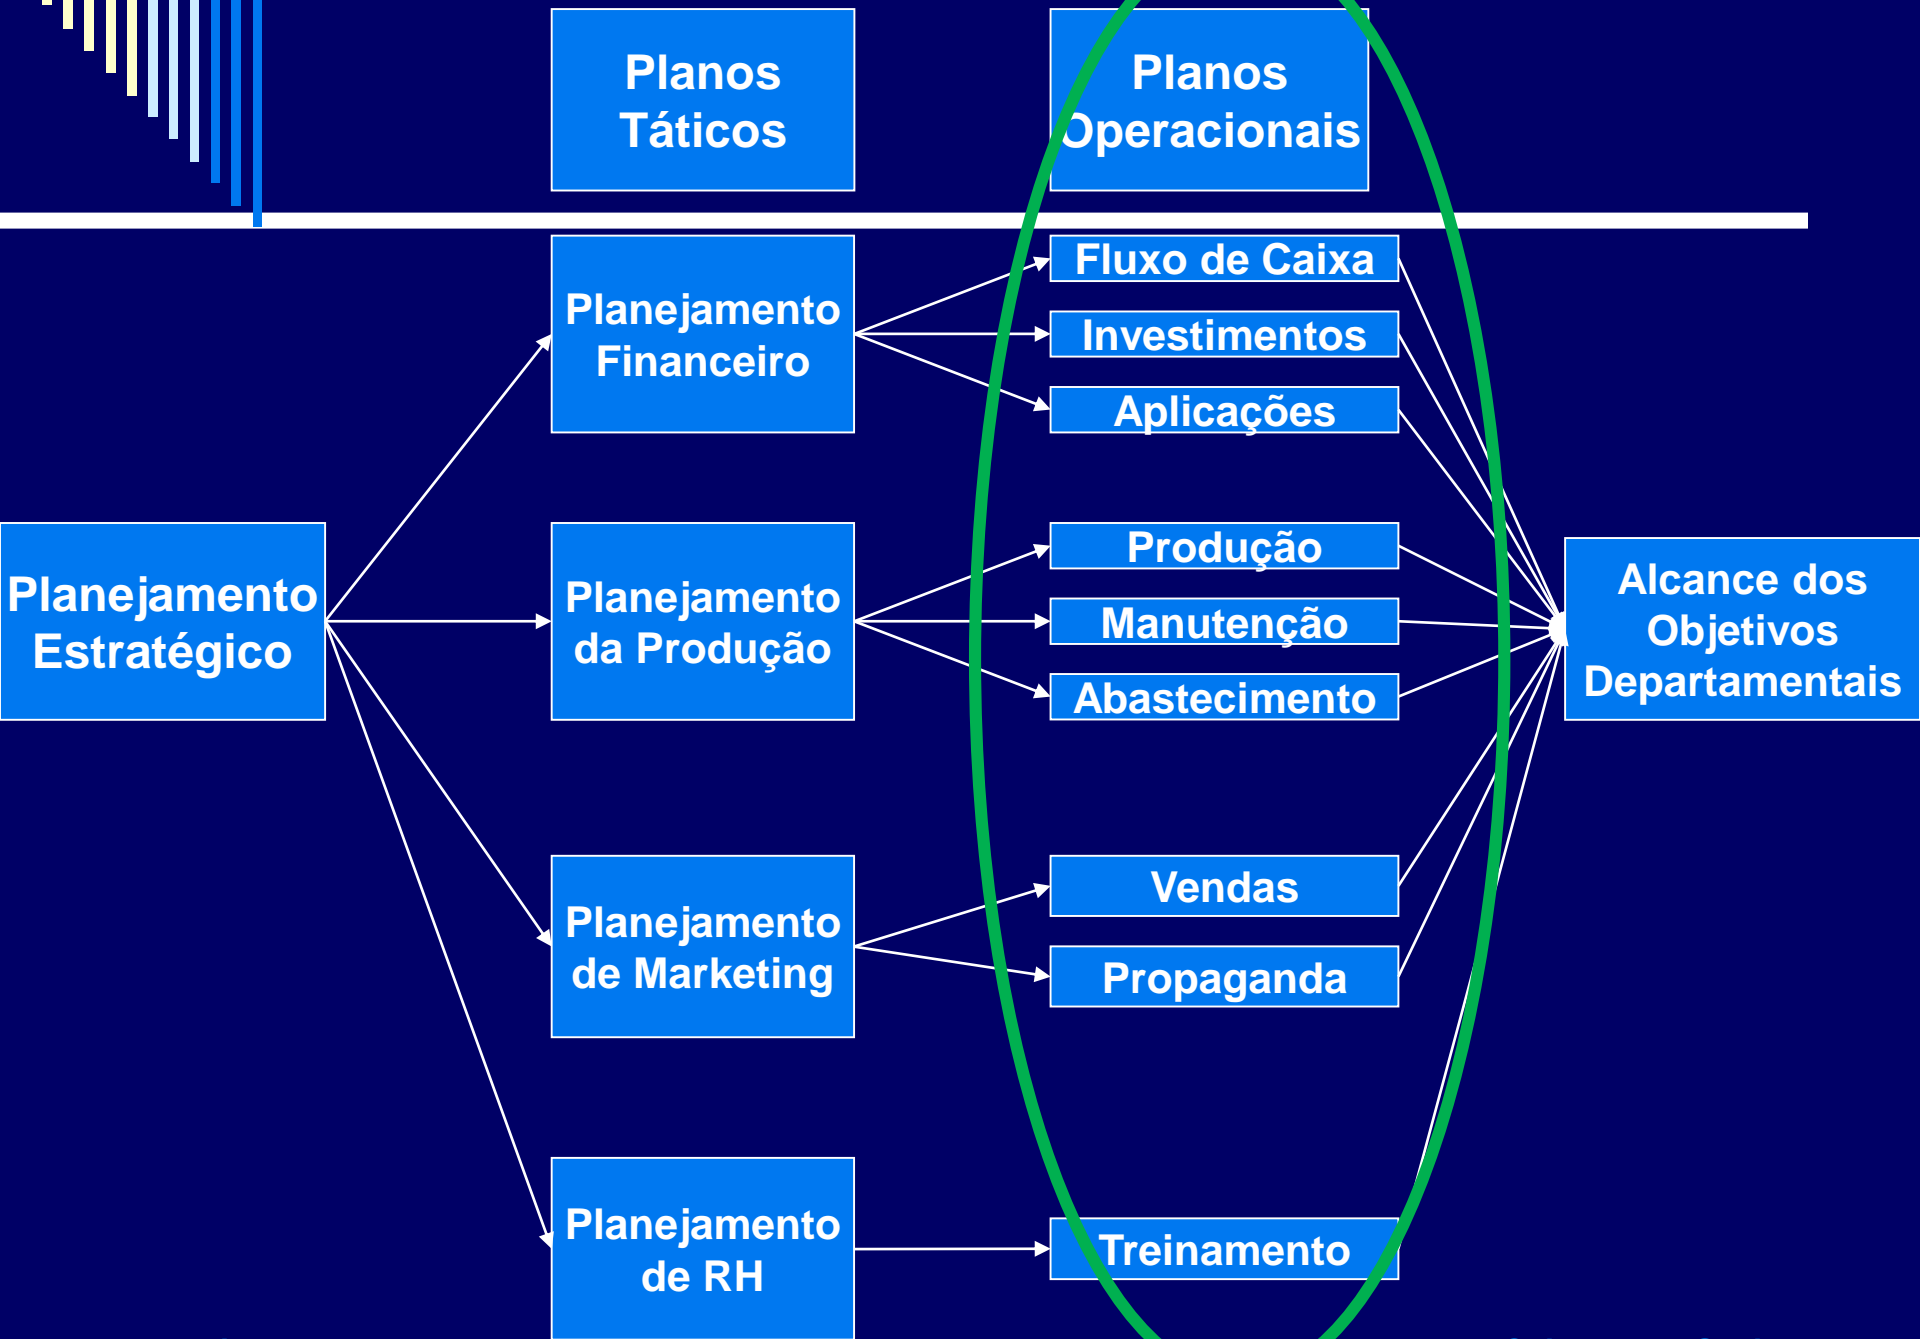 Planos
Táticos
Planos
Operacionais
Planejamento
Estratégico
Planejamento
Financeiro
Fluxo de Caixa
Investimentos
Aplicações
Planejamento
da Produção
Produção
Manutenção
Abastecimento
Planejamento
de Marketing
Vendas
Propaganda
Planejamento
de RH
Treinamento
Alcance dos
Objetivos
Departamentais